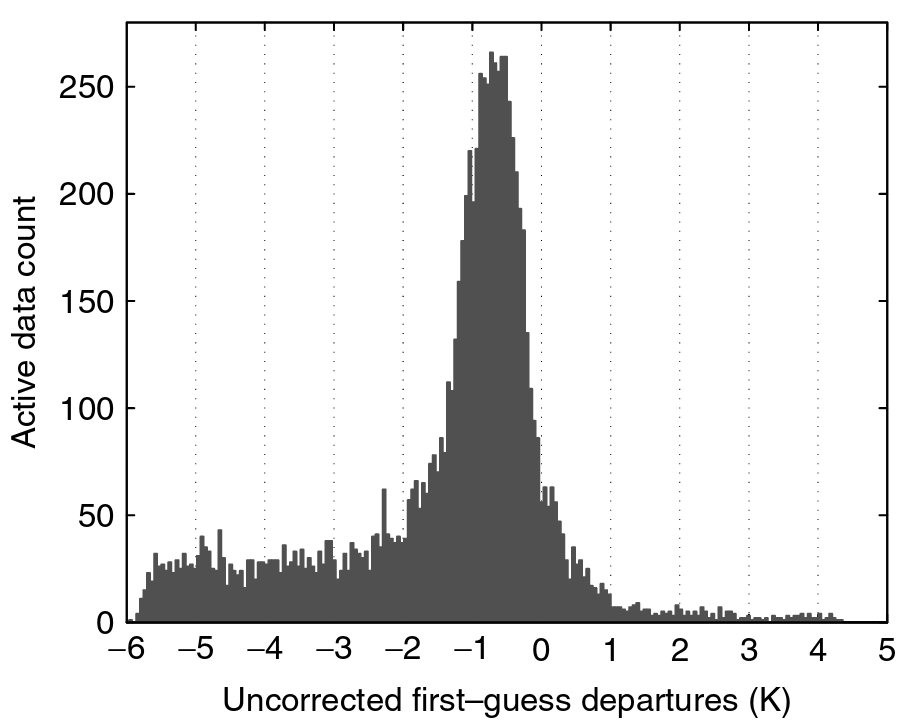 250
200
150
100
50
0
Active data count
–6 –5 –4 –3 –2 –1 0 1 2 3 4 5
Uncorrected first–guess departures (K)